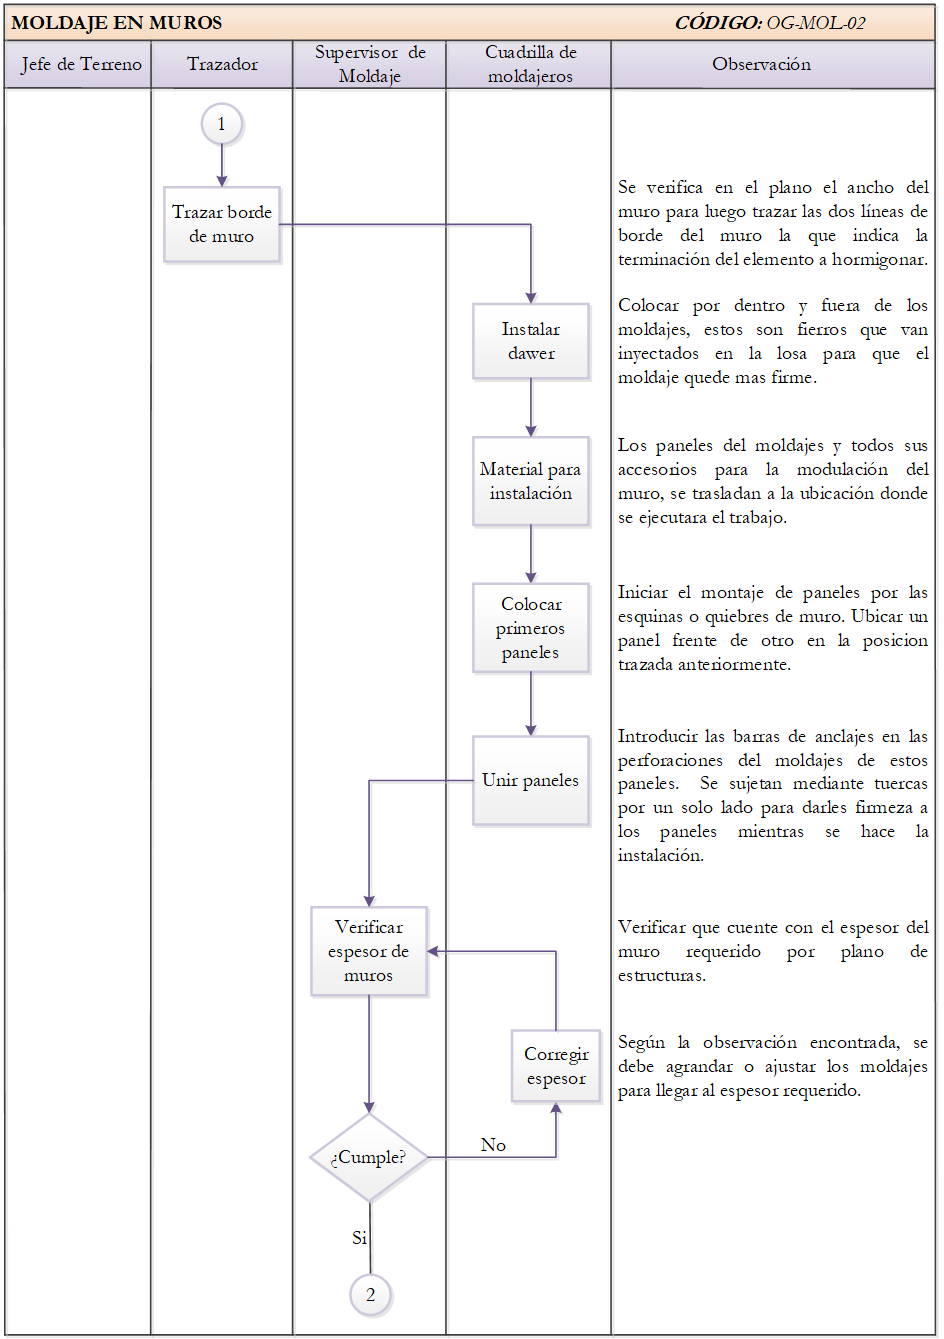 MOLDAJE EN MUROS
CÓDIGO: OG-MOL-02
Jefe de Terreno
Trazador
Supervisor de
Moldaje
Cuadrilla de
moldajeros
Observación
1
Trazar borde
de muro
Se verifica en el plano el ancho del
muro para luego trazar las dos líneas de
borde del muro la que indica la
terminación del elemento a hormigonar.
Instalar
dawer
Colocar por dentro y fuera de los
moldajes, estos son fierros que van
inyectados en la losa para que el
moldaje quede mas firme.
Material para
instalación
Los paneles del moldajes y todos sus
accesorios para la modulación del
muro, se trasladan a la ubicación donde
se ejecutara el trabajo.
Colocar
primeros
paneles
Iniciar el montaje de paneles por las
esquinas o quiebres de muro. Ubicar un
panel frente de otro en la posicion
trazada anteriormente.
Unir paneles
Introducir las barras de anclajes en las
perforaciones del moldajes de estos
paneles. Se sujetan mediante tuercas
por un solo lado para darles firmeza a
los paneles mientras se hace la
instalación.
Verificar
espesor de
muros
Verificar que cuente con el espesor del
muro requerido por plano de
estructuras.
Corregir
espesor
Según la observación encontrada, se
debe agrandar o ajustar los moldajes
para llegar al espesor requerido.
¿Cumple?
No
Si
2